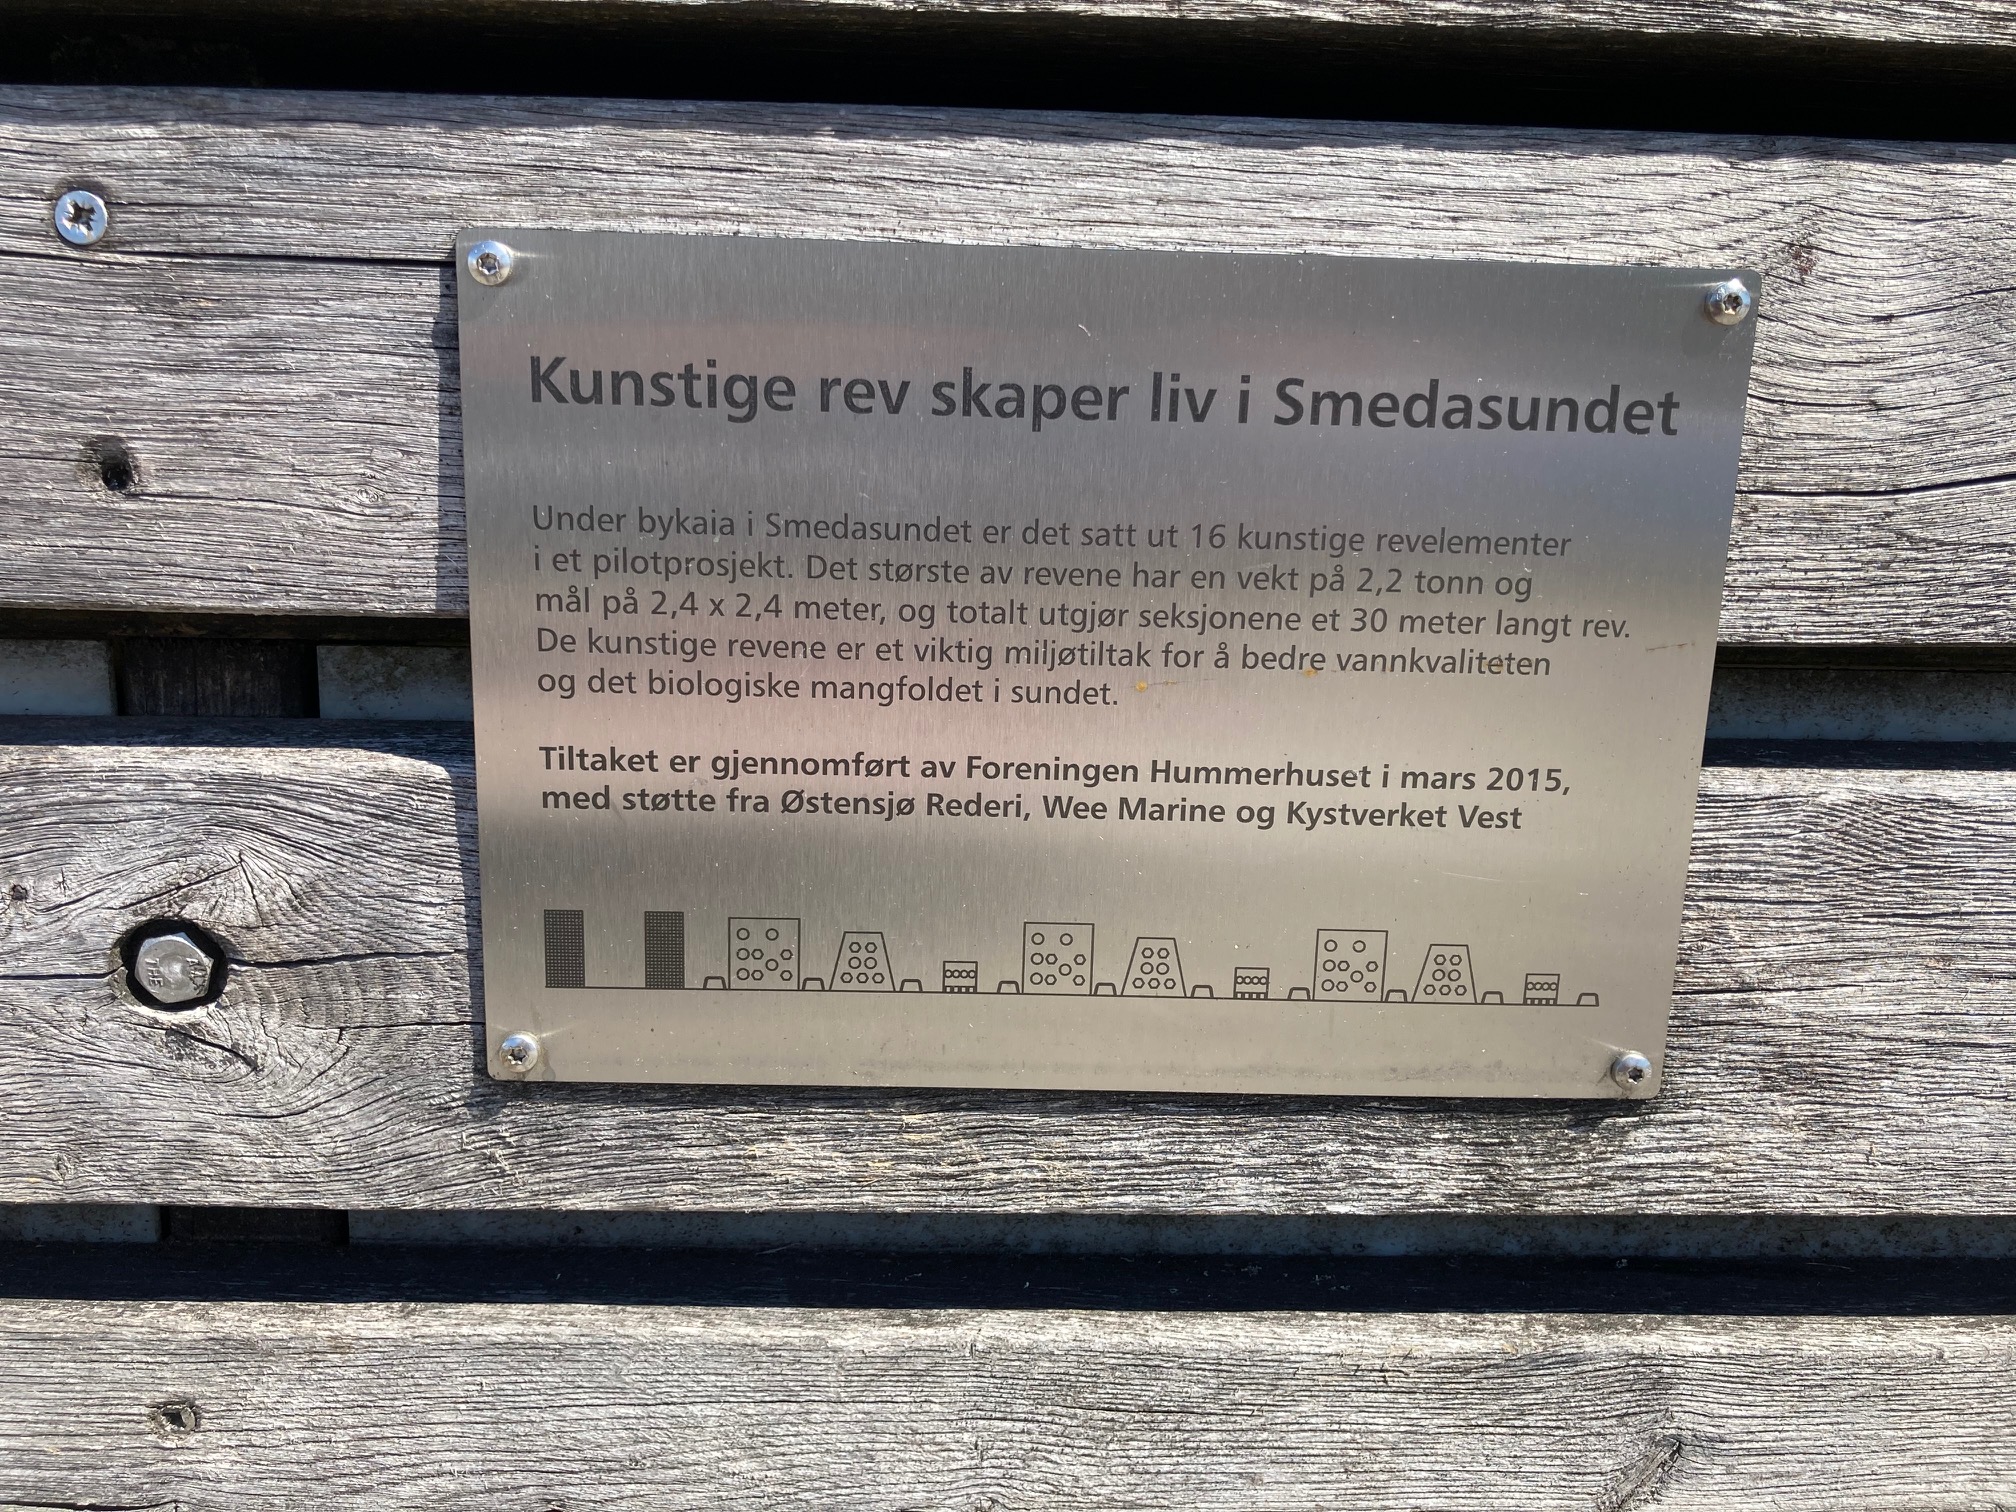 Kunstige rev skaper liv i Smedasundet
Under bykaia i Smedasundet er det satt ut 16 kunstige revelementer
i et pilotprosjekt. Det største av revene har en vekt på 2,2 tonn og
mål på 2,4 x 2,4 meter, og totalt utgjør seksjonene et 30 meter langt rev.
De kunstige revene er et viktig miljøtiltak for å bedre vannkvaliteten
og det biologiske mangfoldet i sundet.
Tiltaket er gjennomført av Foreningen Hummerhuset i mars 2015,
med støtte fra Østensjø Rederi, Wee Marine og Kystverket Vest